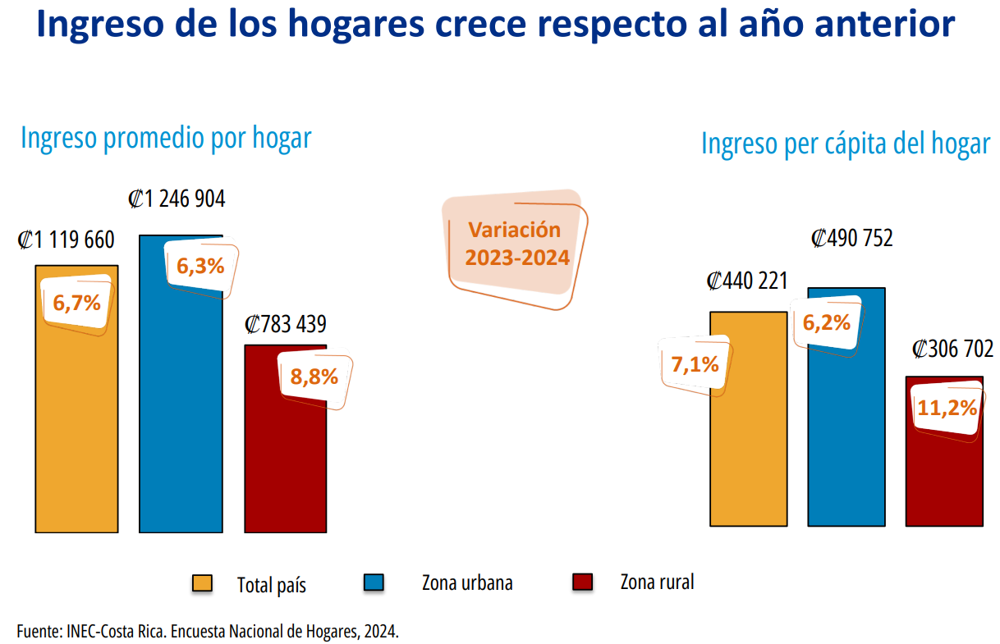 Ingreso de los hogares crece respecto al año anterior
Ingreso promedio por hogar
₡1 119 660
6,7%
₡1 246 904
6,3%
₡783 439
8,8%
Variación
2023-2024
Ingreso per cápita del hogar
₡440 221
7,1%
₡490 752
6,2%
₡306 702
11,2%
Total país
Zona urbana
Zona rural
Fuente: INEC-Costa Rica. Encuesta Nacional de Hogares, 2024.